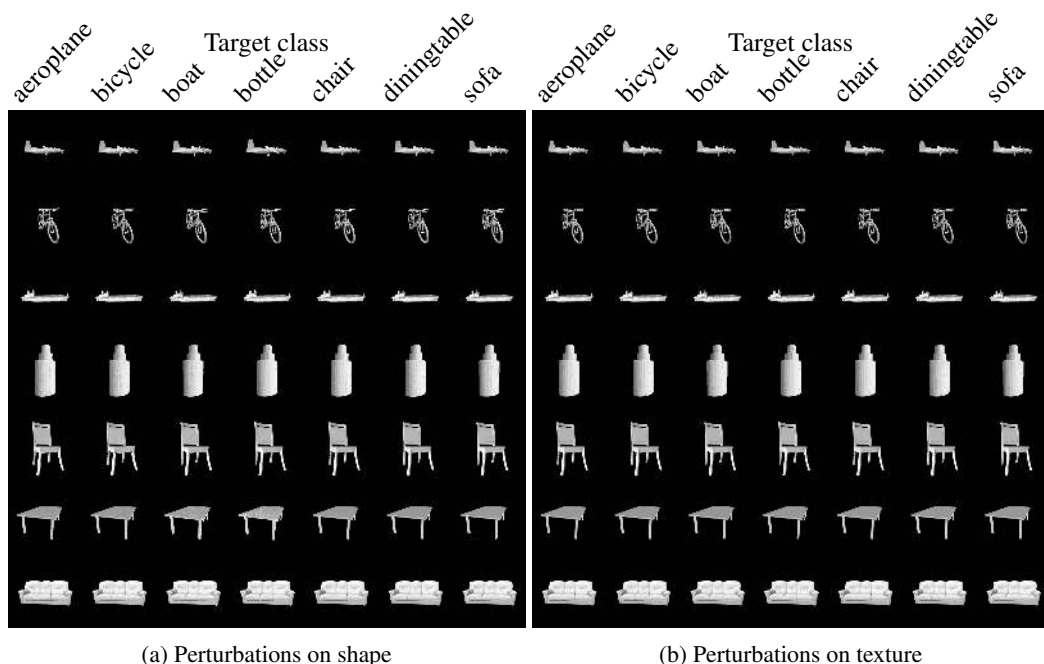 Target class
aeroplane bicycle boat bottle chair diningtable sofa
Target class
aeroplane bicycle boat bottle chair diningtable sofa
(a) Perturbations on shape
(b) Perturbations on texture